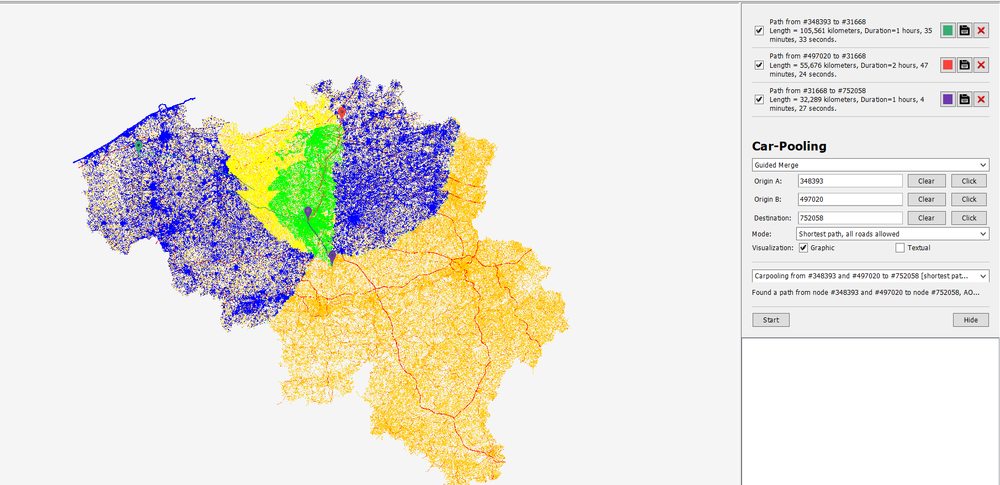 Path from #348393 to #31668
Length = 105,561 kilometers, Duration=1 hours, 35
minutes, 33 seconds.
Path from #497020 to #31668
Length = 55,676 kilometers, Duration=2 hours, 47
minutes, 24 seconds.
Path from #31668 to #752058
Length = 32,289 kilometers, Duration=1 hours, 4
minutes, 27 seconds.
Car-Pooling
Guided Merge
Origin A: 348393 Clear Click
Origin B: 497020 Clear Click
Destination: 752058 Clear Click
Mode: Shortest path, all roads allowed
Visualization: Graphic Textual
Carpooling from #348393 and #497020 to #752058 [shortest pat...
Found a path from node #348393 and #497020 to node #752058, AO...
Start Hide